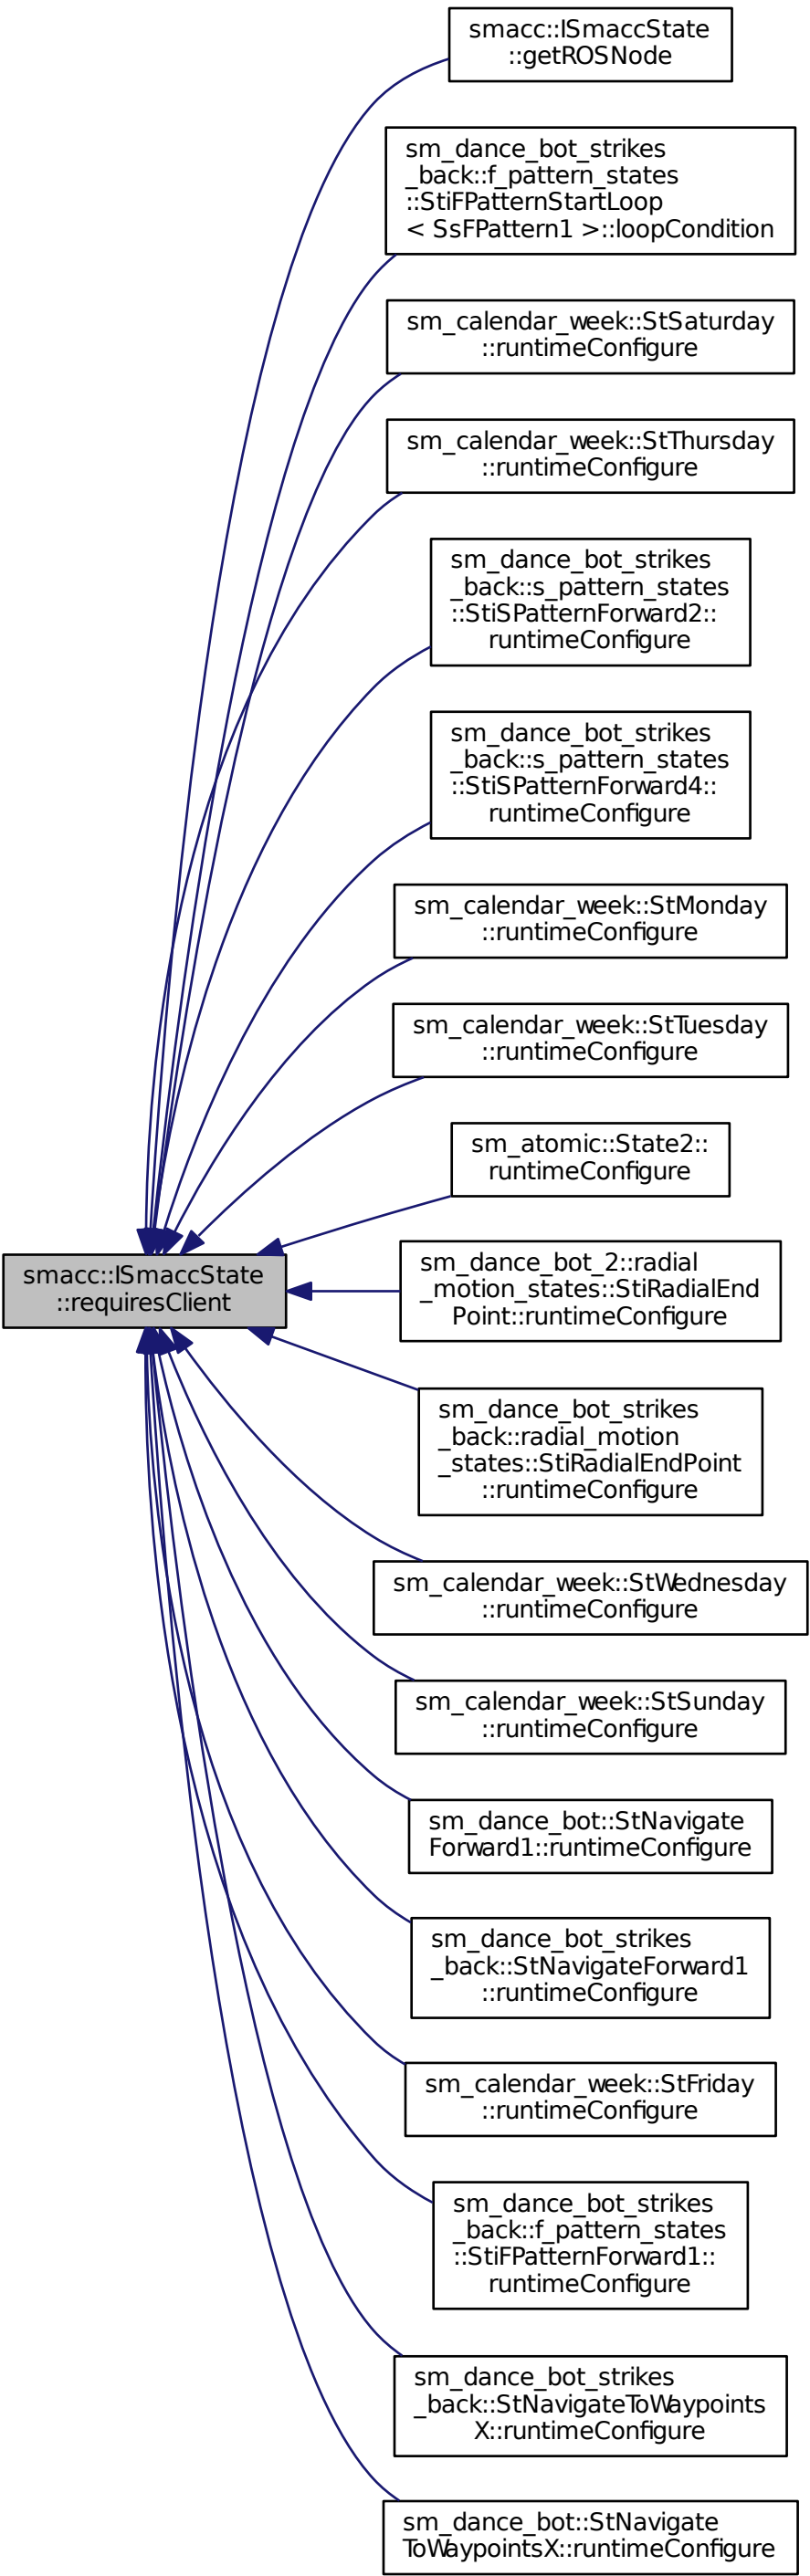 smacc::ISmaccState
::getROSNode
sm_dance_bot_strikes
_back::f_pattern_states
::StiFPatternStartLoop
< SsFPattern1 >::loopCondition
sm_calendar_week::StSaturday
::runtimeConfigure
sm_calendar_week::StThursday
::runtimeConfigure
sm_dance_bot_strikes
_back::s_pattern_states
::StiSPatternForward2::
runtimeConfigure
sm_dance_bot_strikes
_back::s_pattern_states
::StiSPatternForward4::
runtimeConfigure
sm_calendar_week::StMonday
::runtimeConfigure
sm_calendar_week::StTuesday
::runtimeConfigure
sm_atomic::State2::
runtimeConfigure
smacc::ISmaccState
::requiresClient
sm_dance_bot_2::radial
_motion_states::StiRadialEnd
Point::runtimeConfigure
sm_dance_bot_strikes
_back::radial_motion
_states::StiRadialEndPoint
::runtimeConfigure
sm_calendar_week::StWednesday
::runtimeConfigure
sm_calendar_week::StSunday
::runtimeConfigure
sm_dance_bot::StNavigate
Forward1::runtimeConfigure
sm_dance_bot_strikes
_back::StNavigateForward1
::runtimeConfigure
sm_calendar_week::StFriday
::runtimeConfigure
sm_dance_bot_strikes
_back::f_pattern_states
::StiFPatternForward1::
runtimeConfigure
sm_dance_bot_strikes
_back::StNavigateToWaypoints
X::runtimeConfigure
sm_dance_bot::StNavigate
ToWaypointsX::runtimeConfigure